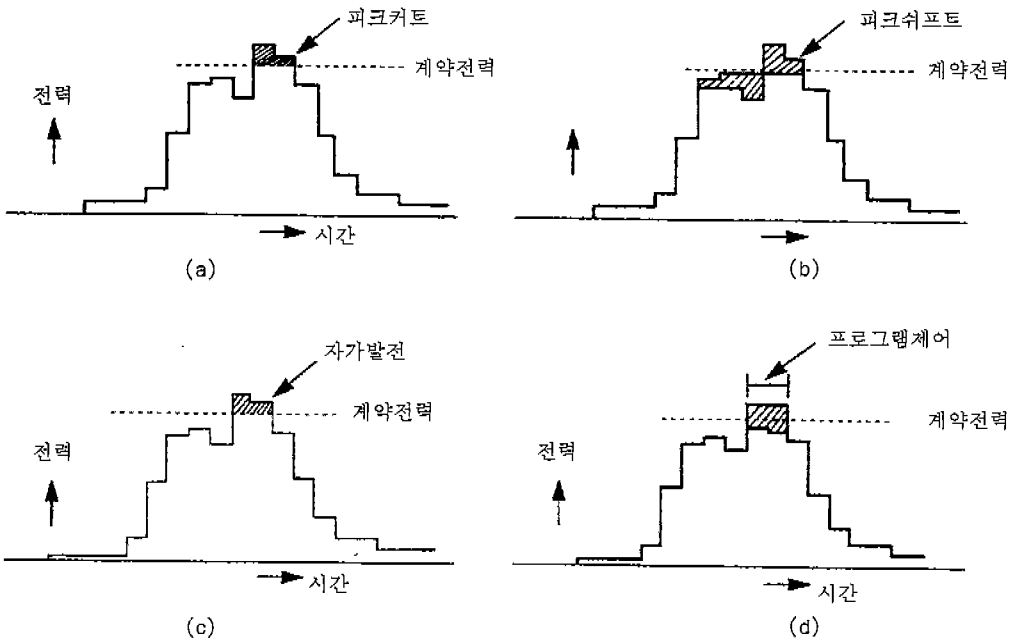 피크커트
계약전력
전력
시간
(a)
피크쉬프트
계약전력
(b)
자가발전
계약전력
전력
시간
(c)
프로그램제어
계약전력
전력
시간
(d)